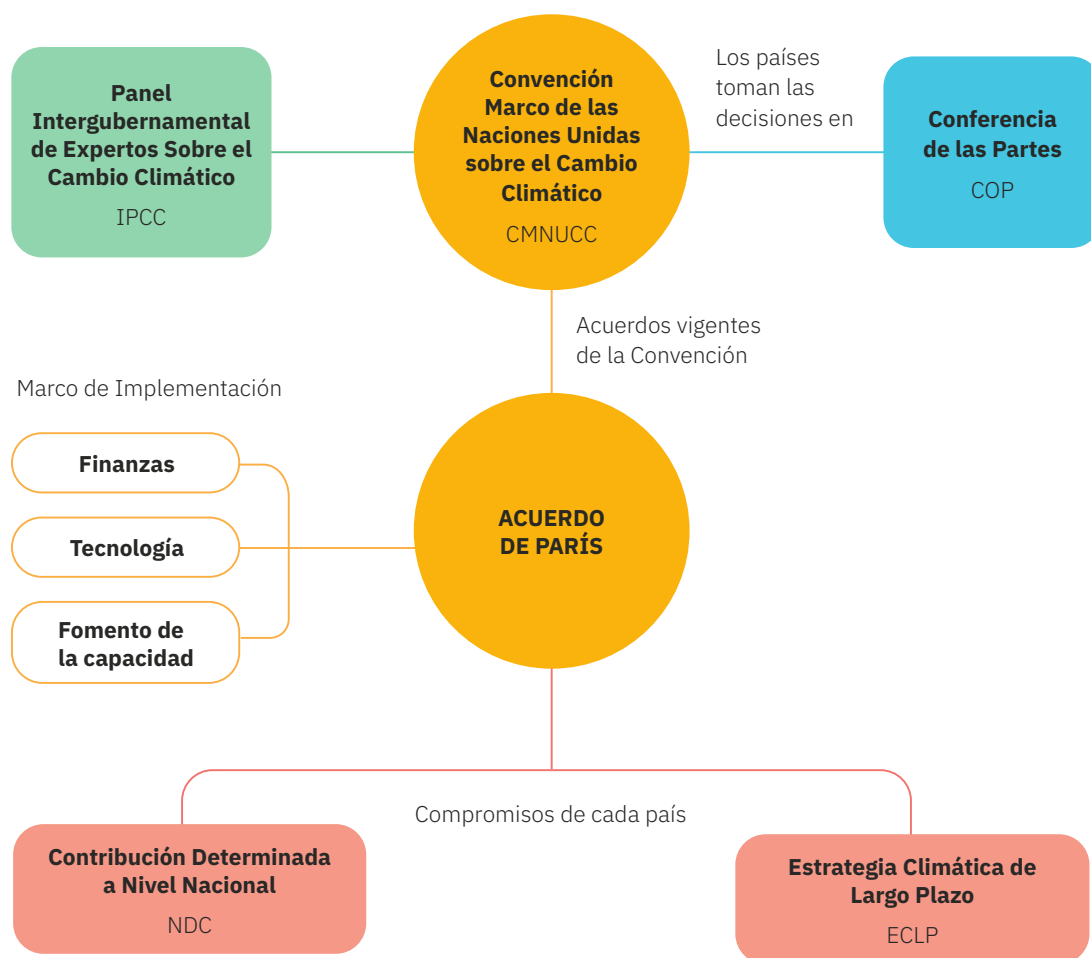 Panel
Intergubernamental
de Expertos Sobre el
Cambio Climático
IPCC
Convención
Marco de las
Naciones Unidas
sobre el Cambio
Climático
CMNUCC
Los países
toman las
decisiones en
Conferencia
de las Partes
COP
Acuerdos vigentes
de la Convención
Marco de Implementación
Finanzas
Tecnología
Fomento de
la capacidad
ACUERDO
DE PARÍS
Compromisos de cada país
Contribución Determinada
a Nivel Nacional
NDC
Estrategia Climática de
Largo Plazo
ECLP